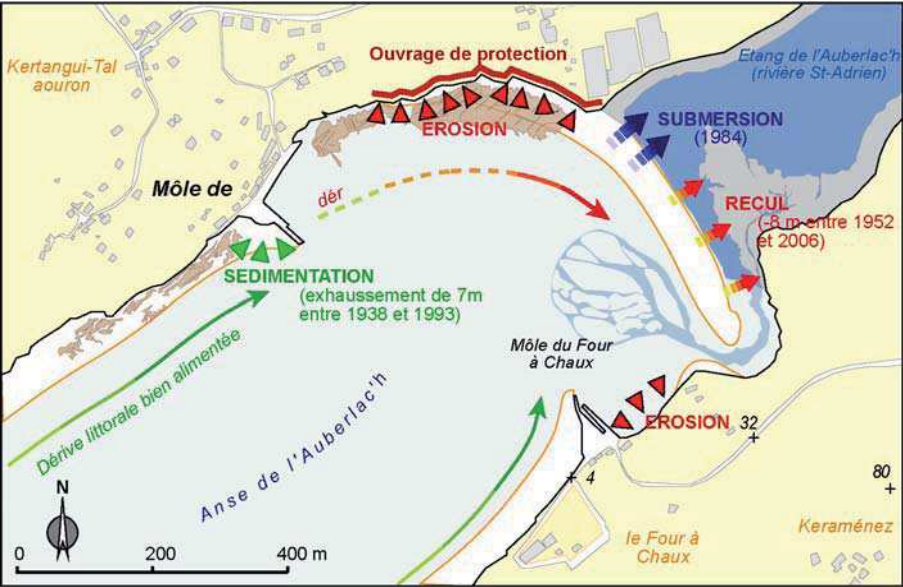 Ouvrage de protection
Kertangui-Tal
aouron
Etang de l'Auberlac'h
(rivière St-Adrien)
EROSION
SUBMERSION
(1984)
Môle de
dér
RECUL
(-8 m entre 1952
et 2006)
SEDIMENTATION
(exhaussement de 7m
entre 1938 et 1993)
Môle du Four
à Chaux
Dérive littorale bien alimentée
Anse de l'Auberlac'h
EROSION
32
4
80
N
le Four à
Chaux
Keraménez
0 200 400 m